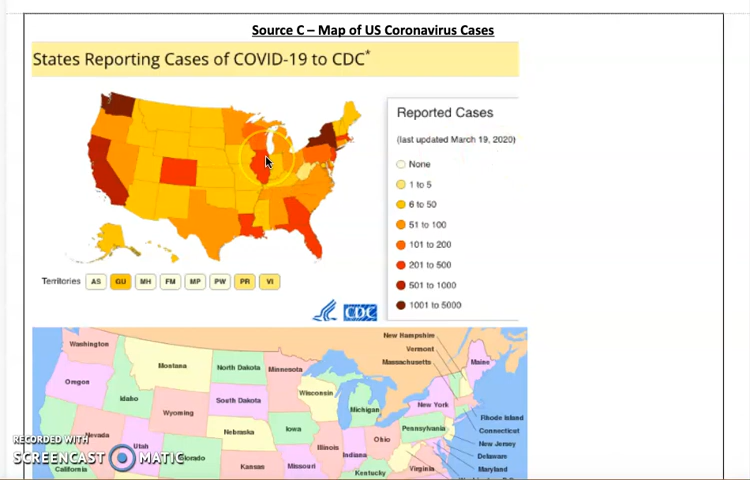 Source C – Map of US Coronavirus Cases
States Reporting Cases of COVID-19 to CDC*
Reported Cases
(last updated March 19, 2020)
None
1 to 5
6 to 50
51 to 100
101 to 200
201 to 500
501 to 1000
1001 to 5000
Territories AS GU MH FM MP PW PR VI
CDC
New Hampshire
Vermont
Massachusetts
Washington
Montana
North Dakota
Minnesota
Maine
Oregon
Idaho
South Dakota
Wisconsin
Michigan
New York
Wyoming
Rhode Island
Iowa
Nebraska
Pennsylvania
Connecticut
Nevada
Utah
Illinois
Indiana
Ohio
New Jersey
Delaware
California
Kansas
Missouri
Kentucky
Virginia
Maryland
RECORDED WITH
SCREENCAST MATIC